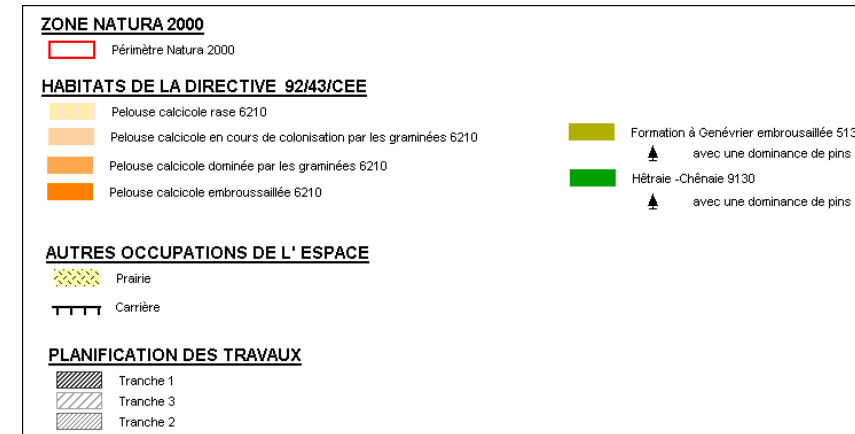 ZONE NATURA 2000
Périmètre Natura 2000
HABITATS DE LA DIRECTIVE 92/43/CEE
Pelouse calcicole rase 6210
Pelouse calcicole en cours de colonisation par les graminées 6210
Pelouse calcicole dominée par les graminées 6210
Pelouse calcicole embroussaillée 6210
Formation à Genévrier embrousaillée 513
avec une dominance de pins
Hêtraie -Chênaie 9130
avec une dominance de pins
AUTRES OCCUPATIONS DE L' ESPACE
Prairie
Carrière
PLANIFICATION DES TRAVAUX
Tranche 1
Tranche 3
Tranche 2